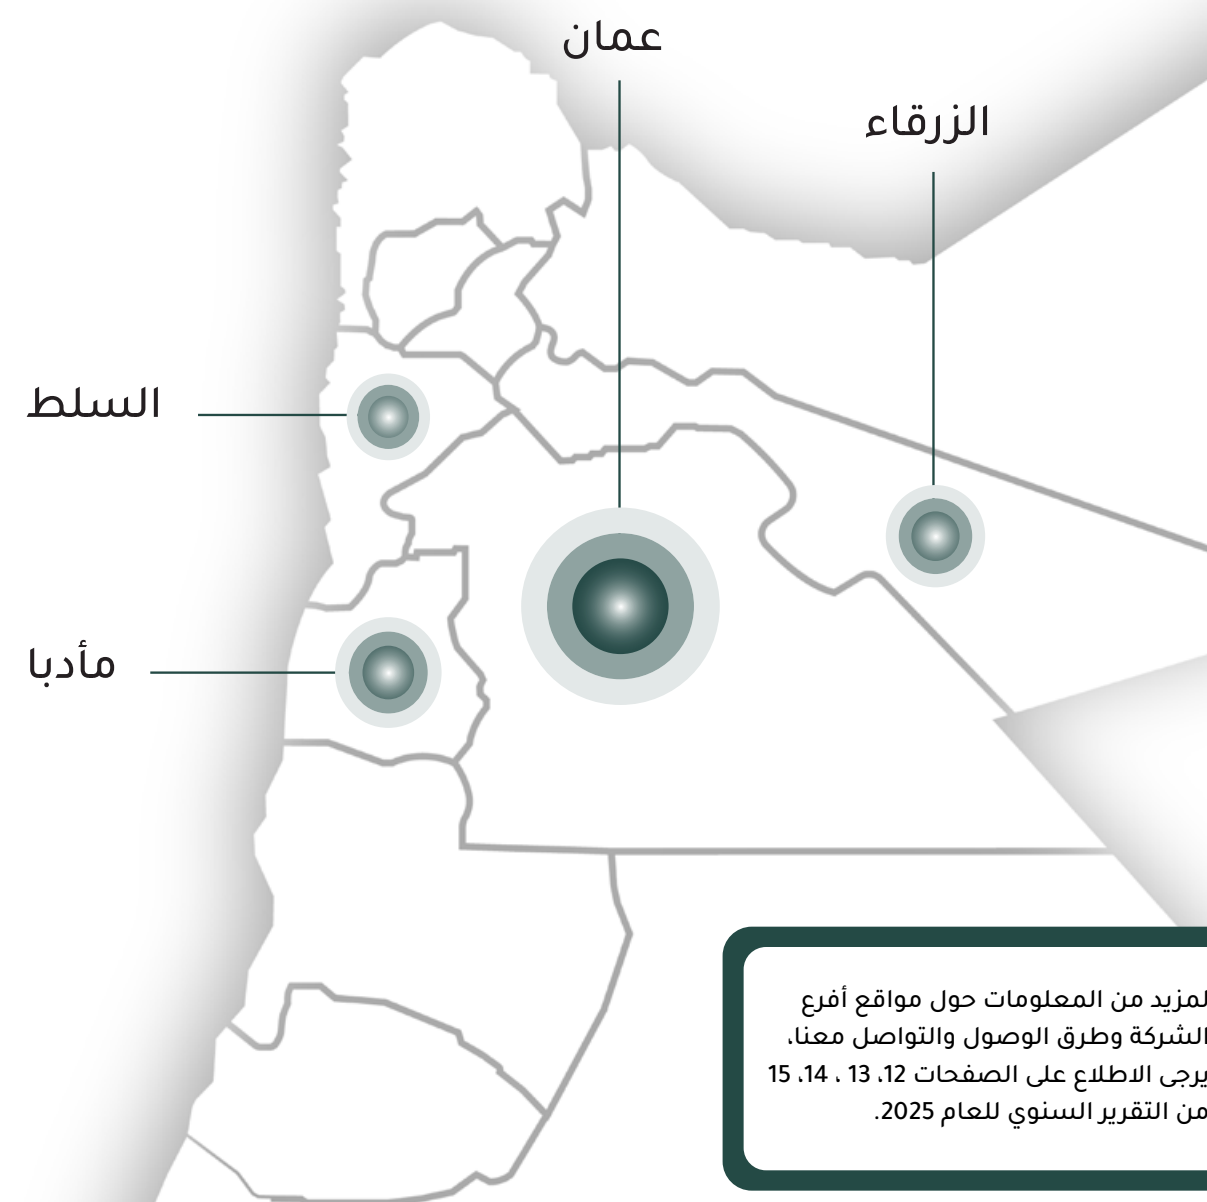 عمان
الزرقاء
السلط
مأدبا
لمزيد من المعلومات حول مواقع أفرع
الشركة وطرق الوصول والتواصل معنا،
يرجى الاطلاع على الصفحات 12، 13 ، 14، 15
من التقرير السنوي للعام 2025.